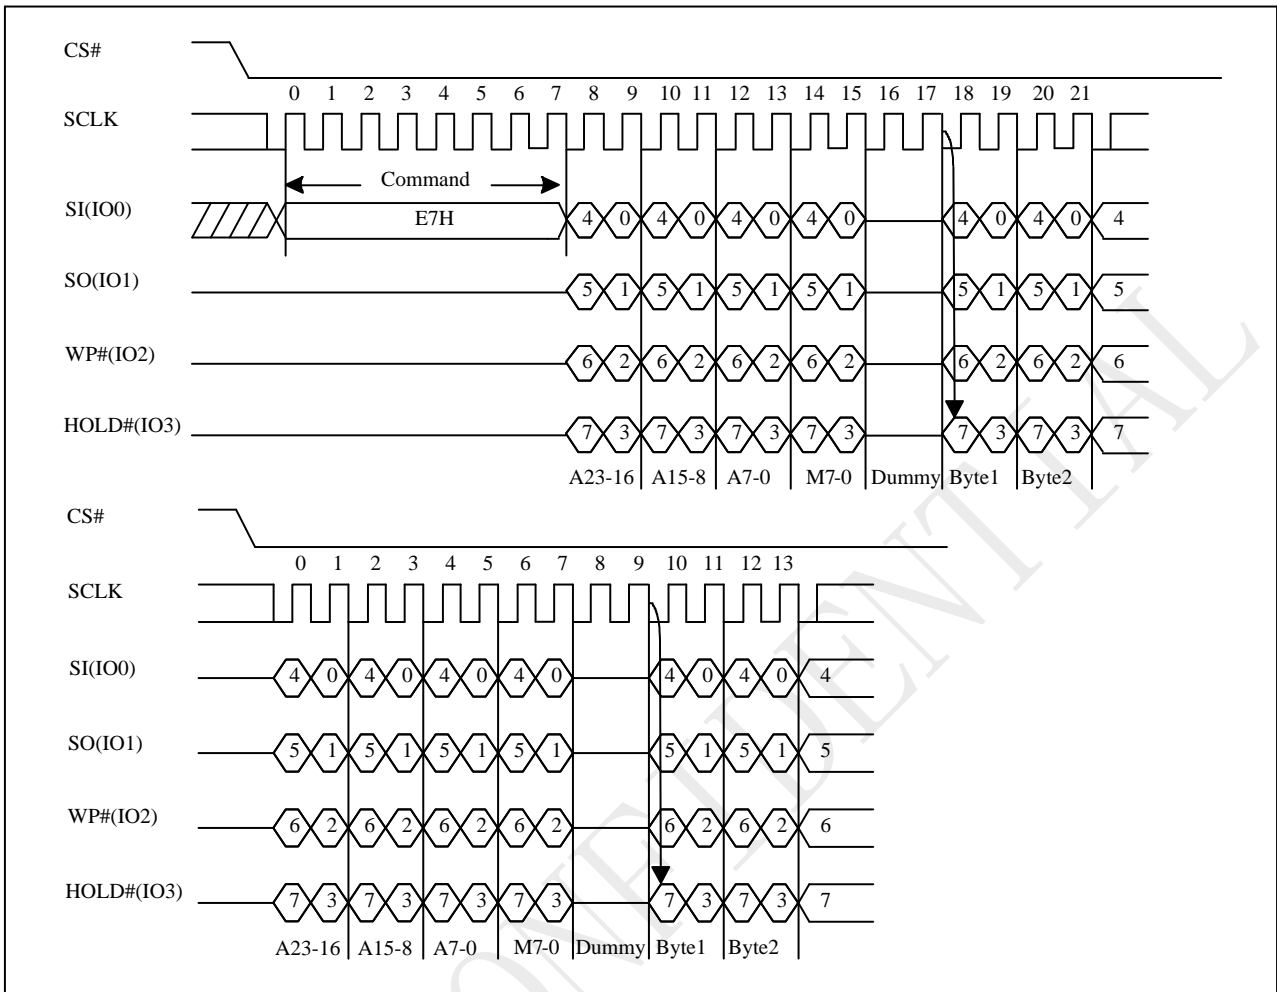 CS#
0 1 2 3 4 5 6 7 8 9 10 11 12 13 14 15 16 17 18 19 20 21
SCLK
Command
SI(IO0) E7H 4 0 4 0 4 0 4 0 4 0 4 0 4
SO(IO1) 5 1 5 1 5 1 5 1 5 1 5 1 5
WP#(IO2) 6 2 6 2 6 2 6 2 6 2 6 2 6
HOLD#(IO3) 7 3 7 3 7 3 7 3 7 3 7 3 7
A23-16 A15-8 A7-0 M7-0 Dummy Byte1 Byte2
CS#
0 1 2 3 4 5 6 7 8 9 10 11 12 13
SCLK
SI(IO0) 4 0 4 0 4 0 4 0 4 0 4 0 4
SO(IO1) 5 1 5 1 5 1 5 1 5 1 5 1 5
WP#(IO2) 6 2 6 2 6 2 6 2 6 2 6 2 6
HOLD#(IO3) 7 3 7 3 7 3 7 3 7 3 7 3 7
A23-16 A15-8 A7-0 M7-0 Dummy Byte1 Byte2
ONFIDENTIAL